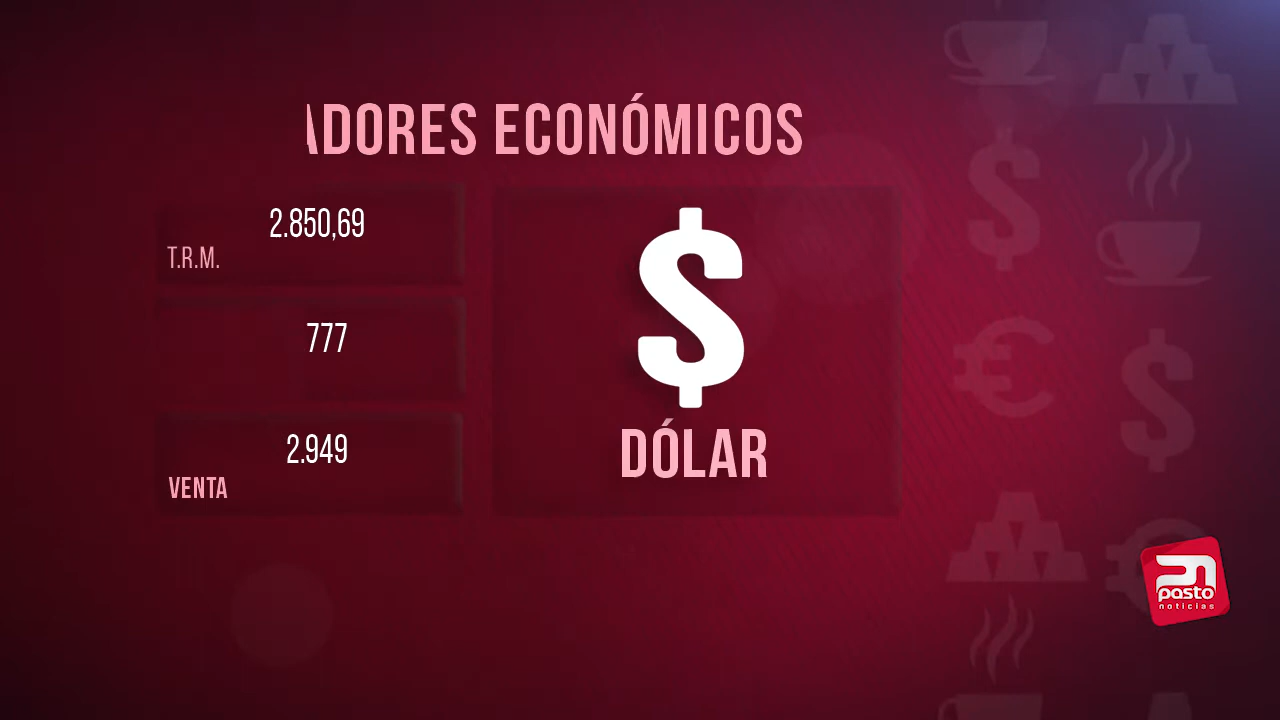 ADORES ECONÓMICOS
2.850,69
T.R.M.
777
2.949
VENTA
$
DÓLAR
pasto
noticias